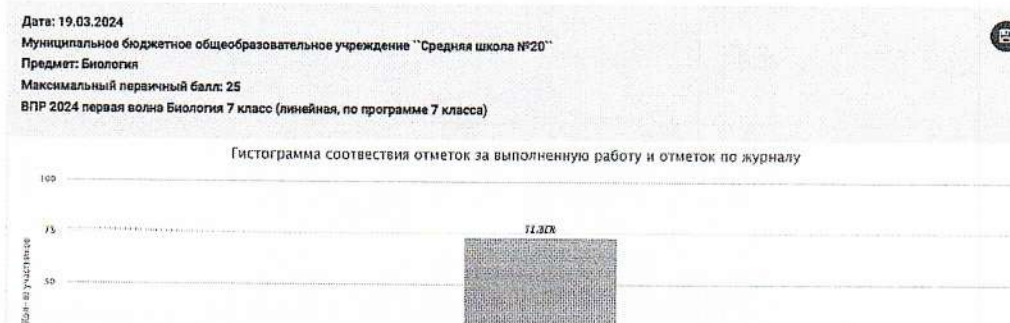 Дата: 19.03.2024
Муниципальное бюджетное общеобразовательное учреждение ``Средняя школа №20``
Предмет: Биология
Максимальный первичный балл: 25
ВПР 2024 первая волна Биология 7 класс (линейная, по программе 7 класса)
Гистограмма соотвествия отметок за выполненную работу и отметок по журналу
100
75
50